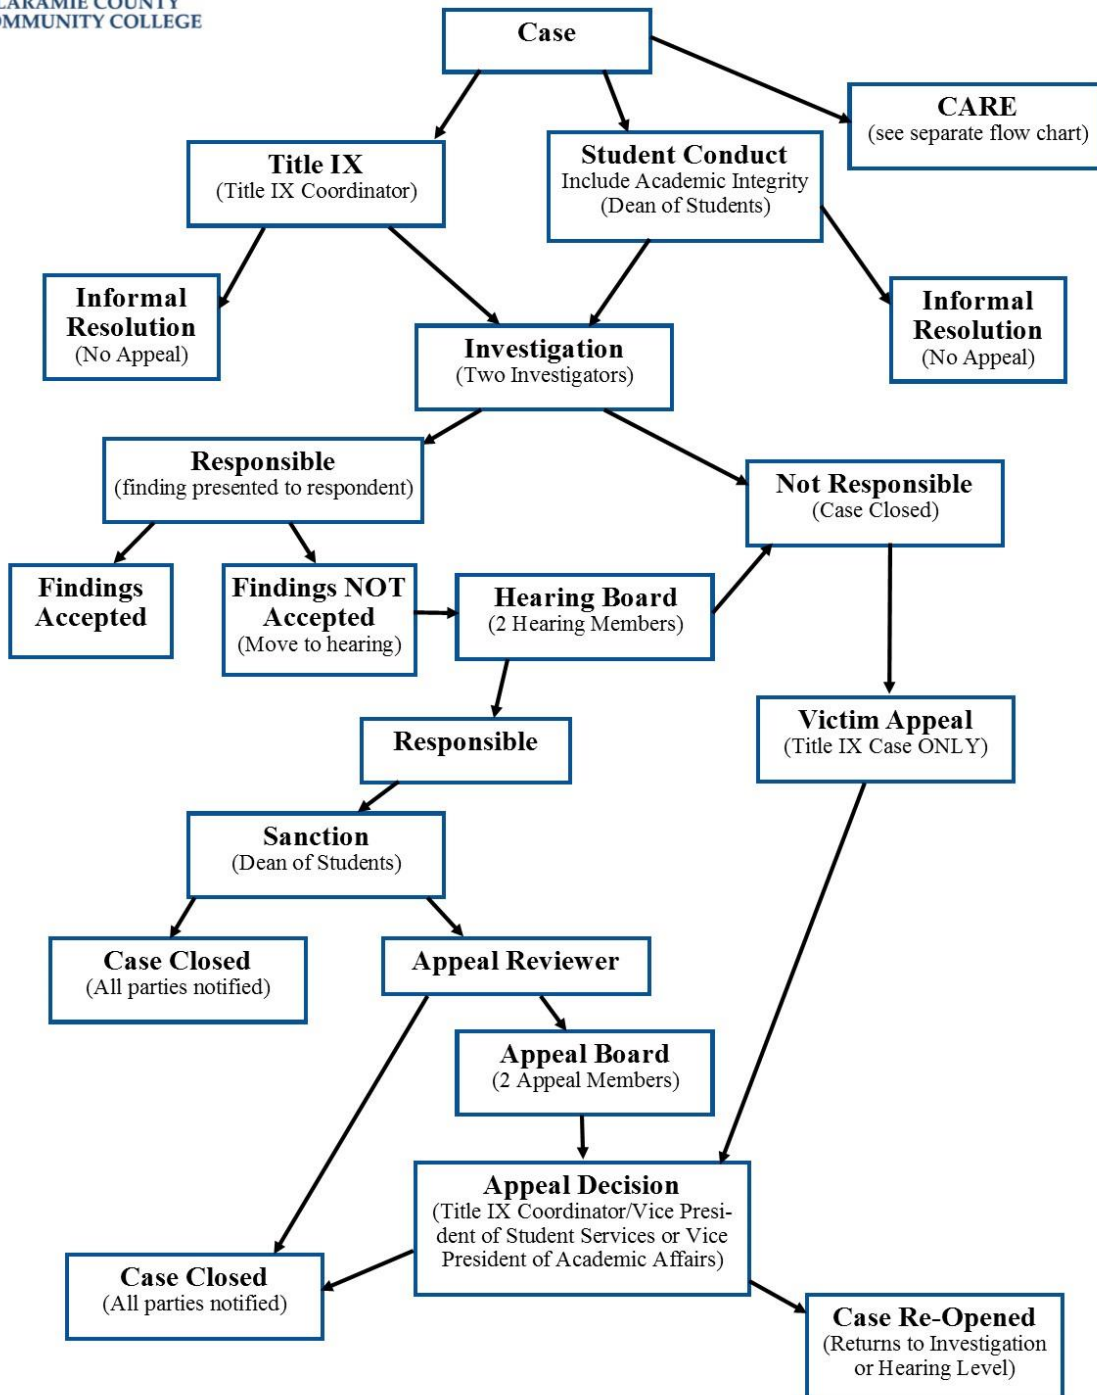 COMMUNITY COLLEGE
Case
CARE
(see separate flow chart)
Title IX
(Title IX Coordinator)
Student Conduct
Include Academic Integrity
(Dean of Students)
Informal
Resolution
(No Appeal)
Informal
Resolution
(No Appeal)
Investigation
(Two Investigators)
Responsible
(finding presented to respondent)
Not Responsible
(Case Closed)
Findings
Accepted
Findings NOT
Accepted
(Move to hearing)
Hearing Board
(2 Hearing Members)
Responsible
Victim Appeal
(Title IX Case ONLY)
Sanction
(Dean of Students)
Case Closed
(All parties notified)
Appeal Reviewer
Appeal Board
(2 Appeal Members)
Appeal Decision
(Title IX Coordinator/Vice Presi-
dent of Student Services or Vice
President of Academic Affairs)
Case Closed
(All parties notified)
Case Re-Opened
(Returns to Investigation
or Hearing Level)